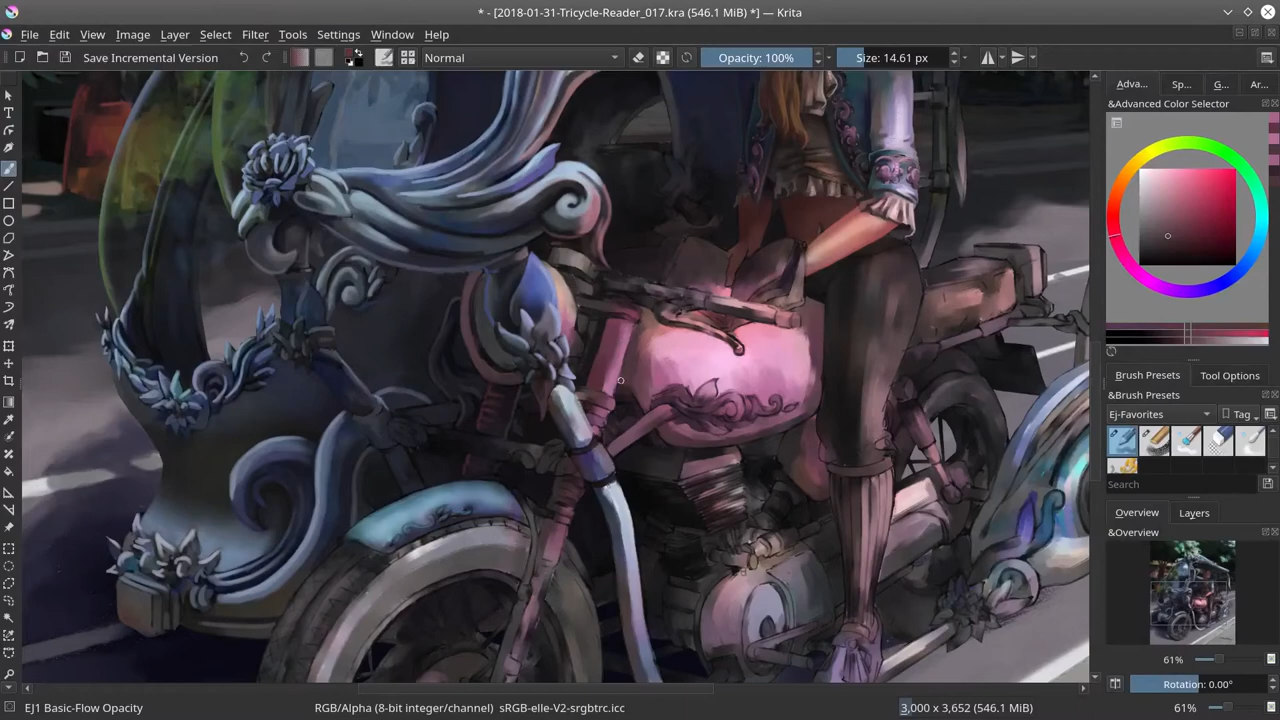 * - [2018-01-31-Tricycle-Reader_017.kra (546.1 MiB) *] — Krita
File Edit View Image Layer Select Filter Tools Settings Window Help
Save Incremental Version Normal Opacity: 100% Size: 14.61 px
Adva... Sp... G... Ar...
&Advanced Color Selector
Brush Presets Tool Options
&Brush Presets
Ej-Favorites Tag
Search
Overview Layers
&Overview
61%
Rotation: 0.00°
EJ1 Basic-Flow Opacity RGB/Alpha (8-bit integer/channel) sRGB-elle-V2-srgbtrc.icc 3,000 x 3,652 (546.1 MiB) 61%